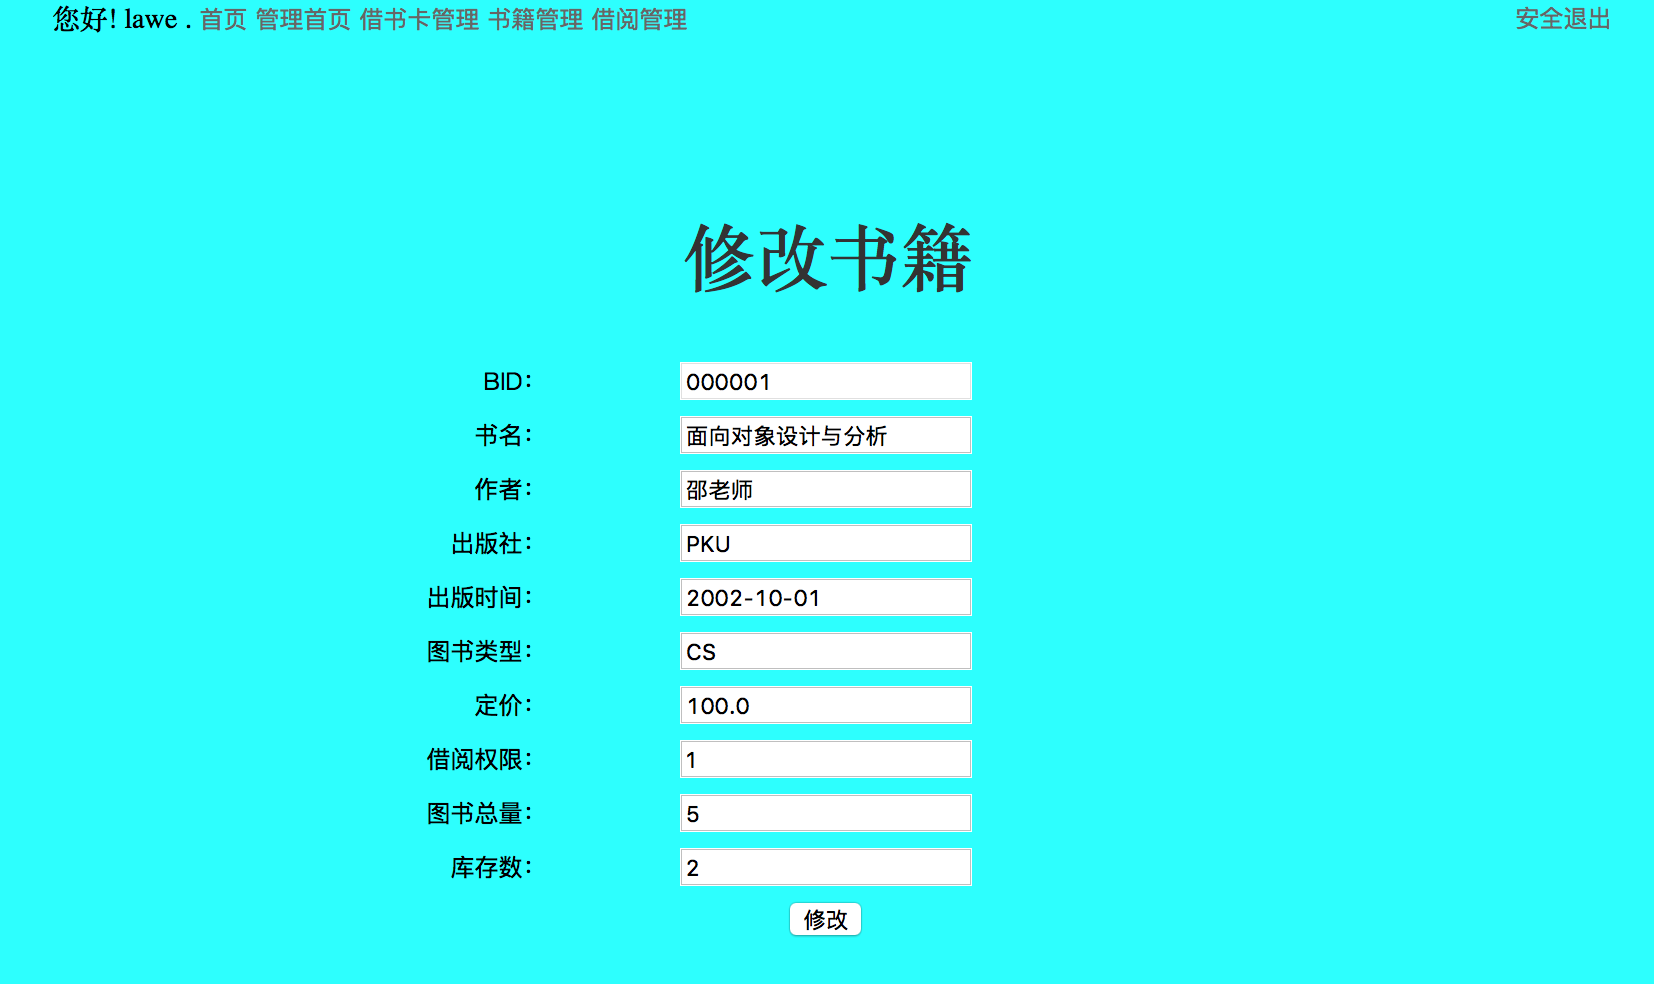 您好! lawe . 首页 管理首页 借书卡管理 书籍管理 借阅管理 安全退出
修改书籍
BID： 000001
书名： 面向对象设计与分析
作者： 邵老师
出版社： PKU
出版时间： 2002-10-01
图书类型： CS
定价： 100.0
借阅权限： 1
图书总量： 5
库存数： 2
修改